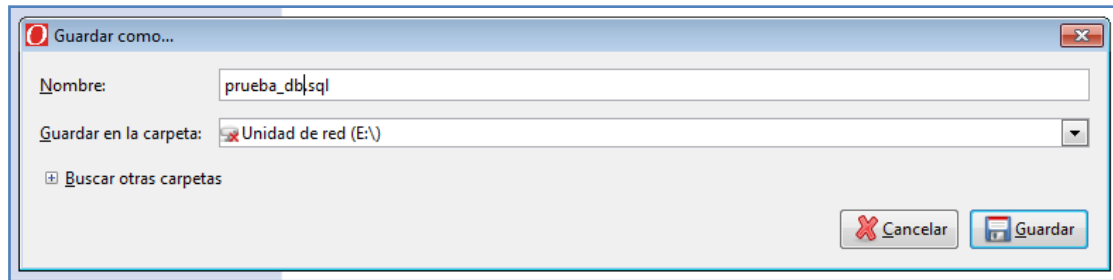 Guardar como...
Nombre: prueba_db.sql
Guardar en la carpeta: Unidad de red (E:\)
Buscar otras carpetas
Cancelar Guardar